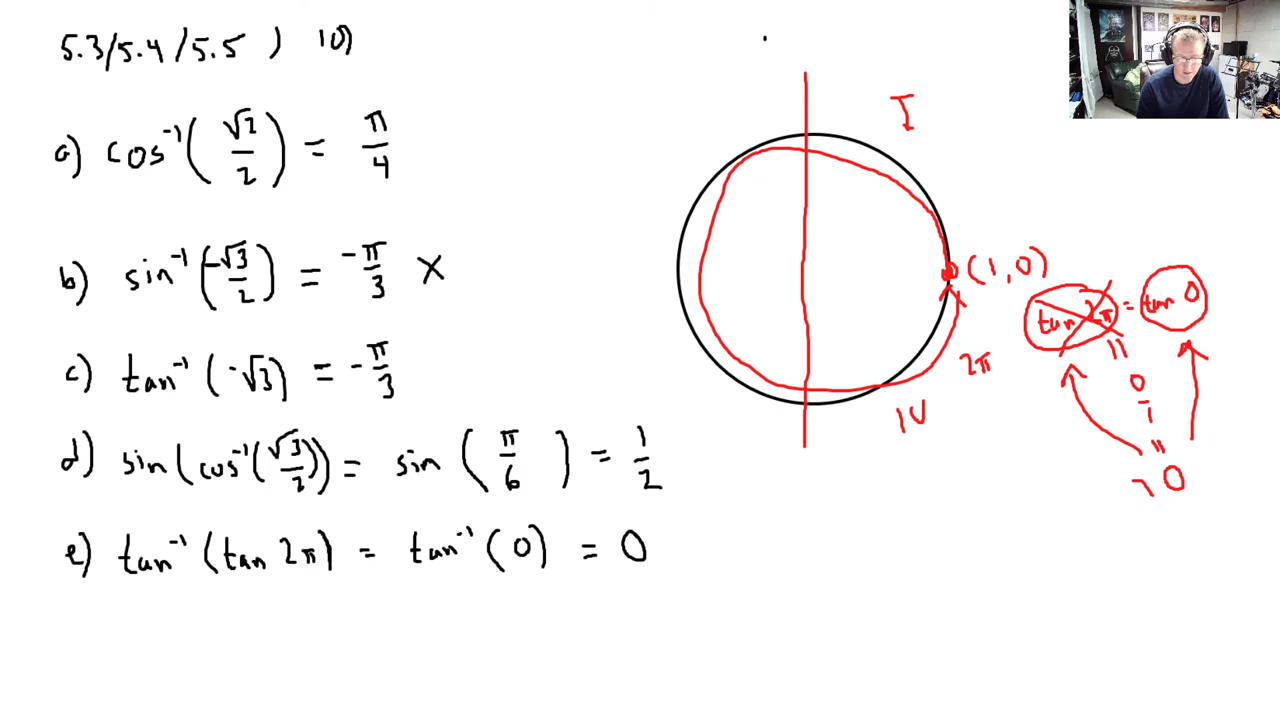 5.3/5.4/5.5 ) 10)
a) cos⁻¹(√2/2) = π/4
b) sin⁻¹(-√3/2) = -π/3 ×
c) tan⁻¹(-√3) = -π/3
d) sin(cos⁻¹(√3/2)) = sin(π/6) = 1/2
e) tan⁻¹(tan 2π) = tan⁻¹(0) = 0
I
(1,0)
tan 2π = tan 0
=
0/1
=
0
2π
IV